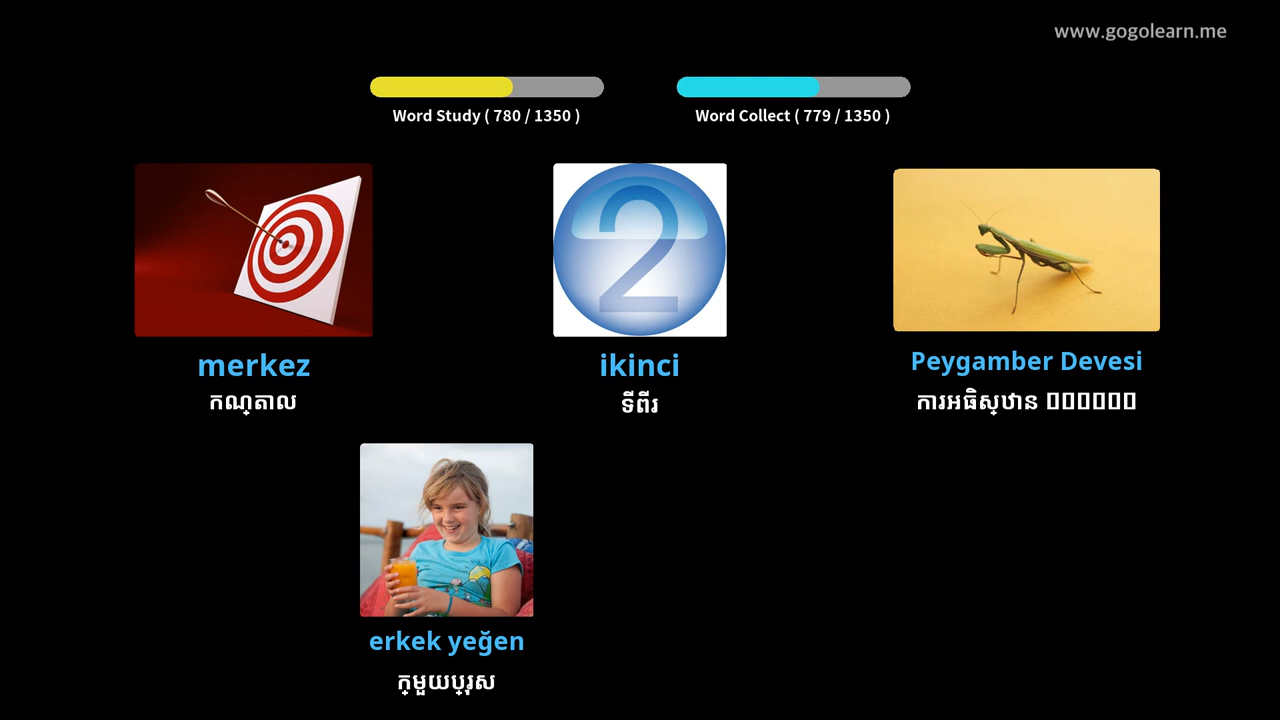 www.gogolearn.me
Word Study ( 780 / 1350 )
Word Collect ( 779 / 1350 )
merkez
កណ្តាល
ikinci
ទីពីរ
Peygamber Devesi
ការអធិស្ឋាន
erkek yeğen
ក្មួយប្រុស